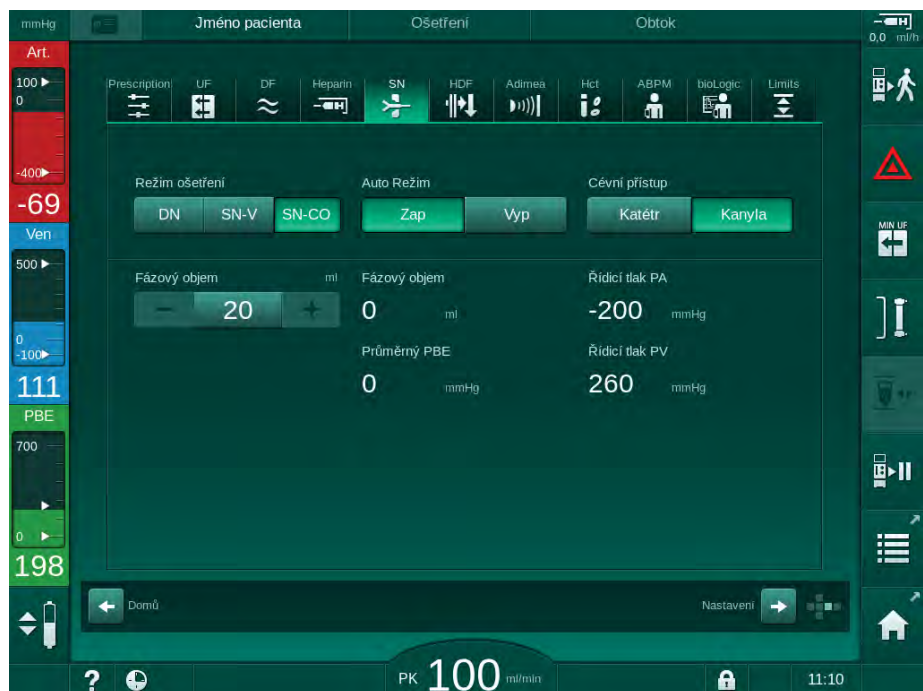 mmHg
Jméno pacienta
Ošetření
Obtok
0,0 ml/h
Art.
100
0
-400
-69
Ven
500
0
-100
111
PBE
700
0
198
Prescription
UF
DF
Heparin
SN
HDF
Adimea
Hct
ABPM
bioLogic
Limits
Režim ošetření
Auto Režim
Cévní přístup
DN
SN-V
SN-CO
Zap
Vyp
Katétr
Kanyla
Fázový objem ml
Fázový objem
Řídicí tlak PA
20
0 ml
-200 mmHg
Průměrný PBE
Řídicí tlak PV
0 mmHg
260 mmHg
MIN UF
Domů
Nastavení
?
PK 100 ml/min
11:10